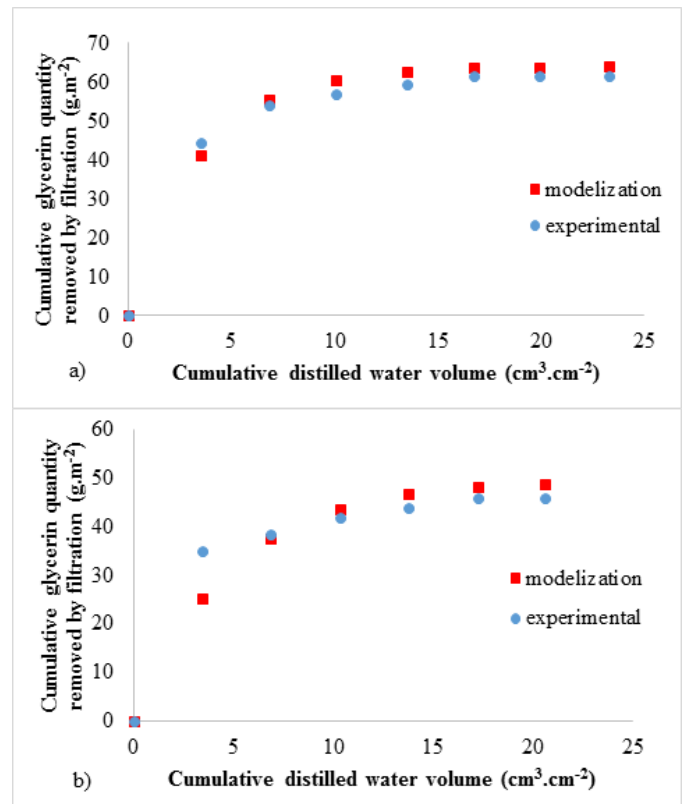 Cumulative glycerin quantity
removed by filtration (g.m-2)
70
60
50
40
30
20
10
0
modelization
experimental
0 5 10 15 20 25
a) Cumulative distilled water volume (cm³.cm⁻²)
Cumulative glycerin quantity
removed by filtration (g.m-2)
60
50
40
30
20
10
0
modelization
experimental
0 5 10 15 20 25
b) Cumulative distilled water volume (cm³.cm⁻²)